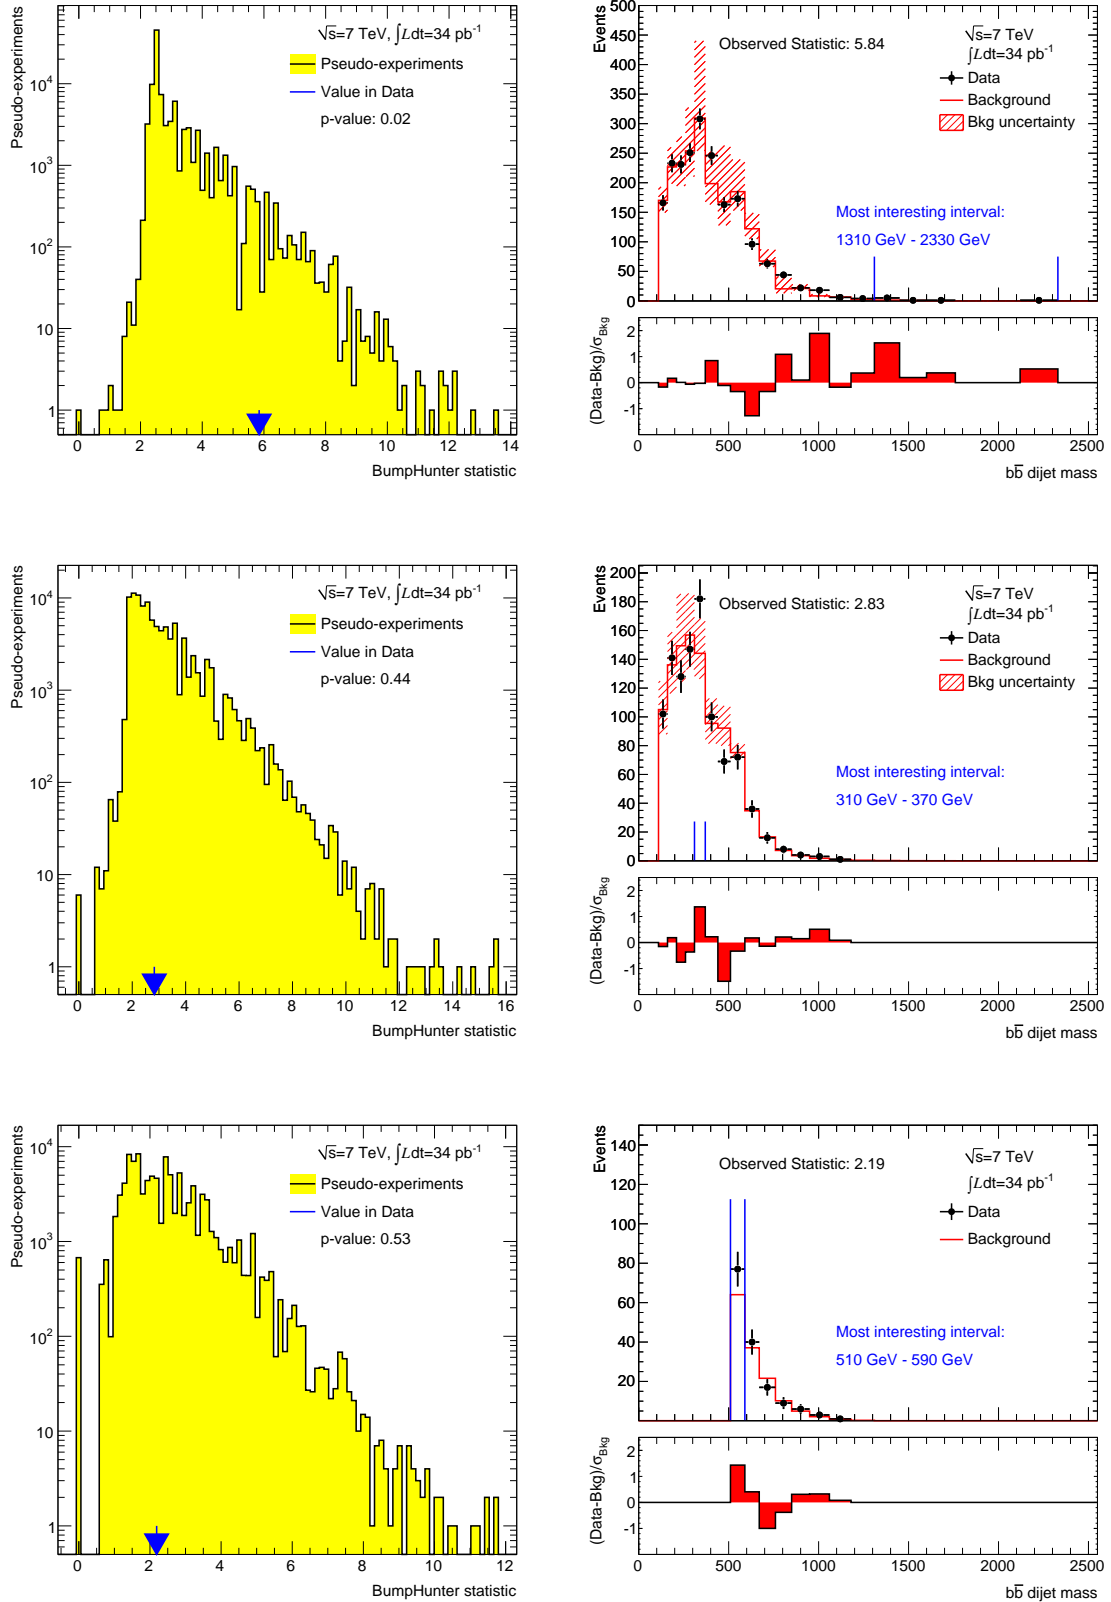 Pseudo-experiments
10⁴
10³
10²
10
1
√s=7 TeV, ∫Ldt=34 pb⁻¹
Pseudo-experiments
Value in Data
p-value: 0.02
0 2 4 6 8 10 12 14
BumpHunter statistic
Events
500
450
400
350
300
250
200
150
100
50
0
Observed Statistic: 5.84
√s=7 TeV
∫Ldt=34 pb⁻¹
Data
Background
Bkg uncertainty
Most interesting interval:
1310 GeV - 2330 GeV
(Data-Bkg)/σBkg
2
1
0
-1
0 500 1000 1500 2000 2500
bb̅ dijet mass
Pseudo-experiments
10⁴
10³
10²
10
1
√s=7 TeV, ∫Ldt=34 pb⁻¹
Pseudo-experiments
Value in Data
p-value: 0.44
0 2 4 6 8 10 12 14 16
BumpHunter statistic
Events
200
180
160
140
120
100
80
60
40
20
0
Observed Statistic: 2.83
√s=7 TeV
∫Ldt=34 pb⁻¹
Data
Background
Bkg uncertainty
Most interesting interval:
310 GeV - 370 GeV
(Data-Bkg)/σBkg
2
1
0
-1
0 500 1000 1500 2000 2500
bb̅ dijet mass
Pseudo-experiments
10⁴
10³
10²
10
1
√s=7 TeV, ∫Ldt=34 pb⁻¹
Pseudo-experiments
Value in Data
p-value: 0.53
0 2 4 6 8 10 12
BumpHunter statistic
Events
140
120
100
80
60
40
20
0
Observed Statistic: 2.19
√s=7 TeV
∫Ldt=34 pb⁻¹
Data
Background
Most interesting interval:
510 GeV - 590 GeV
(Data-Bkg)/σBkg
2
1
0
-1
0 500 1000 1500 2000 2500
bb̅ dijet mass